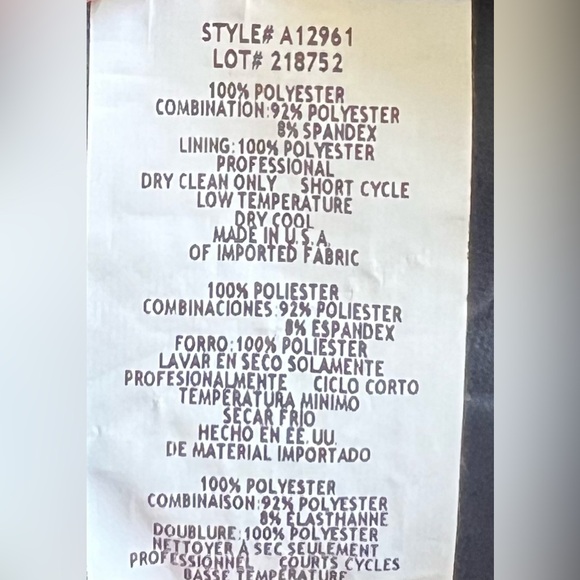 STYLE# A12961
LOT# 218752
100% POLYESTER
COMBINATION:92% POLYESTER
8% SPANDEX
LINING:100% POLYESTER
PROFESSIONAL
DRY CLEAN ONLY SHORT CYCLE
LOW TEMPERATURE
DRY COOL
MADE IN U.S.A.
OF IMPORTED FABRIC
100% POLIESTER
COMBINACIONES:92% POLIESTER
8% ESPANDEX
FORRO:100% POLIESTER
LAVAR EN SECO SOLAMENTE
PROFESIONALMENTE CICLO CORTO
TEMPERATURA MINIMO
SECAR FRIO
HECHO EN EE.UU.
DE MATERIAL IMPORTADO
100% POLYESTER
COMBINAISON:92% POLYESTER
8% ELASTHANNE
DOUBLURE:100% POLYESTER
NETTOYER A SEC SEULEMENT
PROFESSIONNEL COURTS CYCLES
BASSE TEMPERATURE